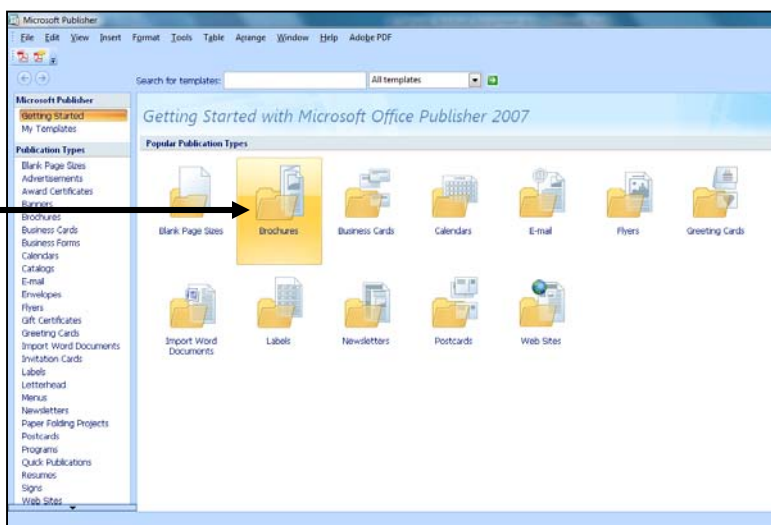 Microsoft Publisher
File Edit View Insert Format Tools Table Arrange Window Help Adobe PDF
Search for templates: All templates
Microsoft Publisher
Getting Started
My Templates
Publication Types
Blank Page Sizes
Advertisements
Award Certificates
Banners
Brochures
Business Cards
Business Forms
Calendars
Catalogs
E-mail
Envelopes
Flyers
Gift Certificates
Greeting Cards
Import Word Documents
Invitation Cards
Labels
Letterhead
Menus
Newsletters
Paper Folding Projects
Postcards
Programs
Quick Publications
Resumes
Signs
Web Sites
Getting Started with Microsoft Office Publisher 2007
Popular Publication Types
Blank Page Sizes Brochures Business Cards Calendars E-mail Flyers Greeting Cards
Import Word Labels Newsletters Postcards Web Sites
Documents